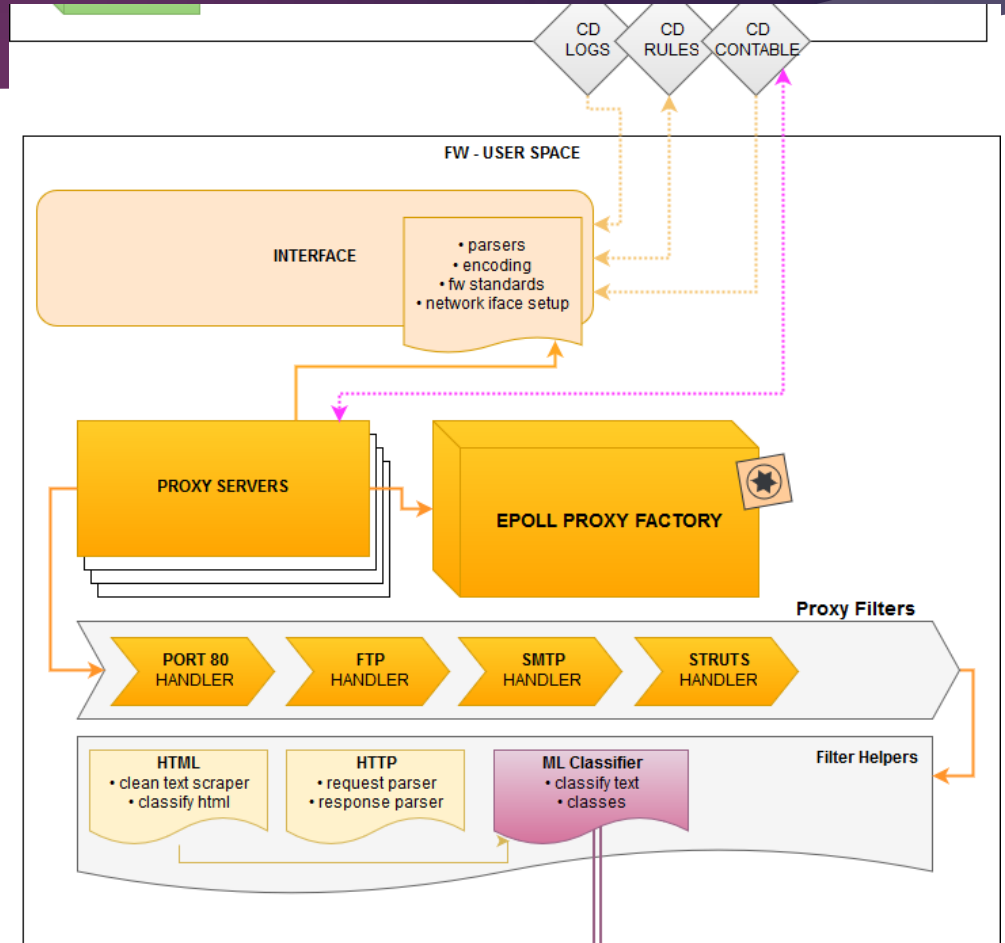 CD
LOGS
CD
RULES
CD
CONTABLE
FW - USER SPACE
INTERFACE
• parsers
• encoding
• fw standards
• network iface setup
PROXY SERVERS
EPOLL PROXY FACTORY
Proxy Filters
PORT 80
HANDLER
FTP
HANDLER
SMTP
HANDLER
STRUTS
HANDLER
Filter Helpers
HTML
• clean text scraper
• classify html
HTTP
• request parser
• response parser
ML Classifier
• classify text
• classes